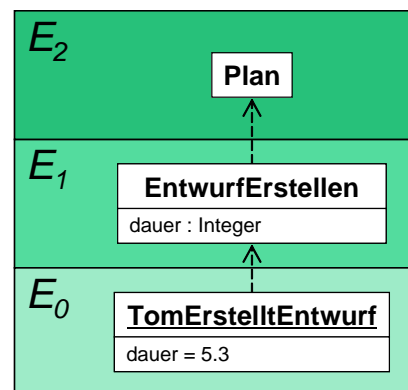 E2
Plan
E1
EntwurfErstellen
dauer : Integer
E0
TomErstelltEntwurf
dauer = 5.3